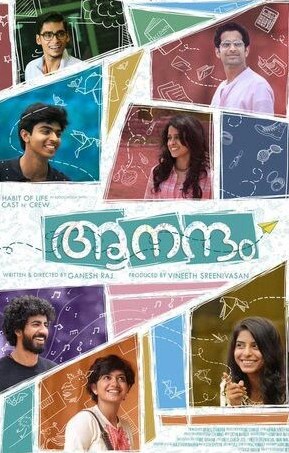 HABIT OF LIFE
CAST N' CREW
ആനന്ദം
WRITTEN & DIRECTED BY GANESH RAJ PRODUCED BY VINEETH SREENIVASAN